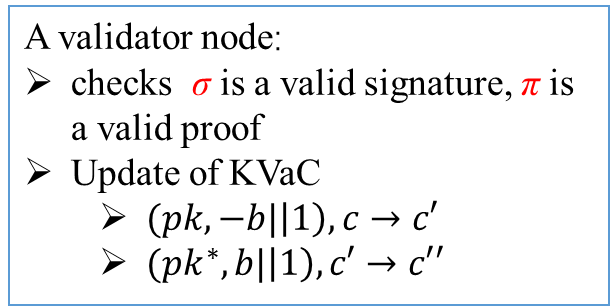 A validator node:
➢ checks σ is a valid signature, π is
a valid proof
➢ Update of KVaC
➢ (pk, −b||1), c → c′
➢ (pk*, b||1), c′ → c′′